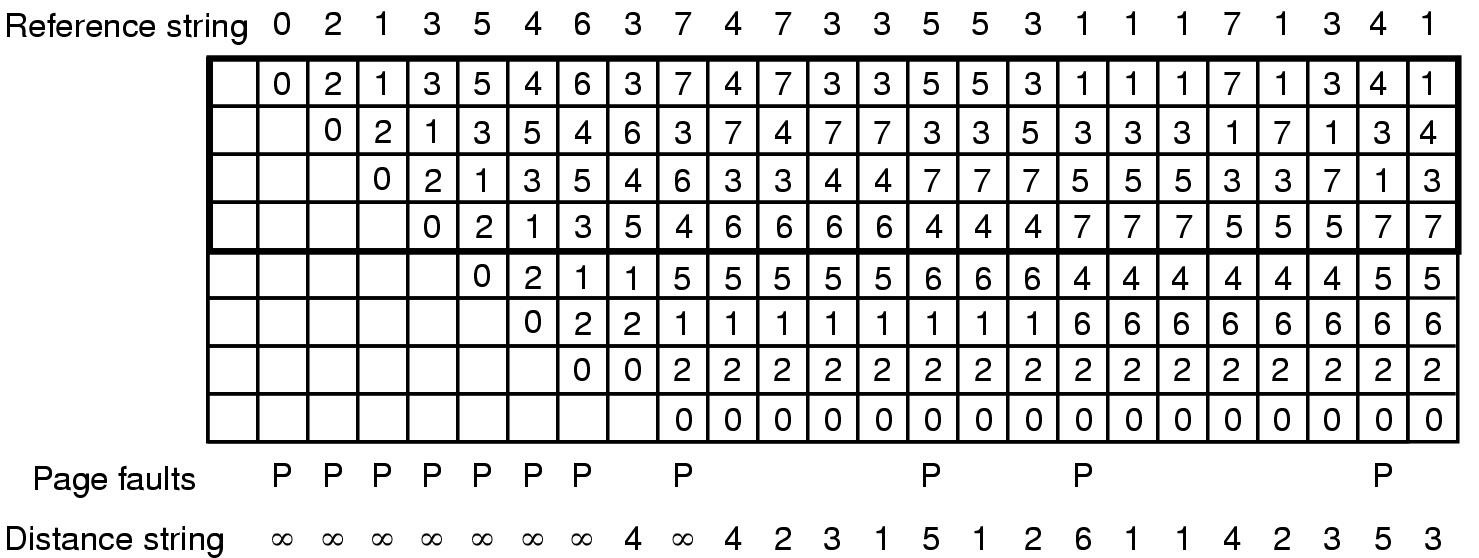 Reference string 0 2 1 3 5 4 6 3 7 4 7 3 3 5 5 3 1 1 1 7 1 3 4 1
0 2 1 3 5 4 6 3 7 4 7 3 3 5 5 3 1 1 1 7 1 3 4 1
0 2 1 3 5 4 6 3 7 4 7 7 3 3 5 3 3 3 1 7 1 3 4
0 2 1 3 5 4 6 3 3 4 4 7 7 7 5 5 5 3 3 7 1 3
0 2 1 3 5 4 6 6 6 6 4 4 4 7 7 7 5 5 5 7 7
0 2 1 1 5 5 5 5 5 6 6 6 4 4 4 4 4 4 5 5
0 2 2 1 1 1 1 1 1 1 1 6 6 6 6 6 6 6 6
0 0 2 2 2 2 2 2 2 2 2 2 2 2 2 2 2 2
0 0 0 0 0 0 0 0 0 0 0 0 0 0 0 0
Page faults P P P P P P P P P P P
Distance string ∞ ∞ ∞ ∞ ∞ ∞ ∞ 4 ∞ 4 2 3 1 5 1 2 6 1 1 4 2 3 5 3